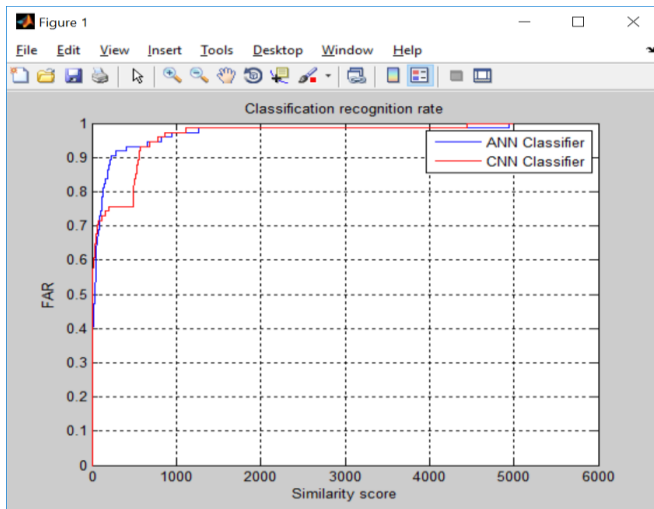 Figure 1
File Edit View Insert Tools Desktop Window Help
Classification recognition rate
ANN Classifier
CNN Classifier
FAR
1
0.9
0.8
0.7
0.6
0.5
0.4
0.3
0.2
0.1
0
0 1000 2000 3000 4000 5000 6000
Similarity score